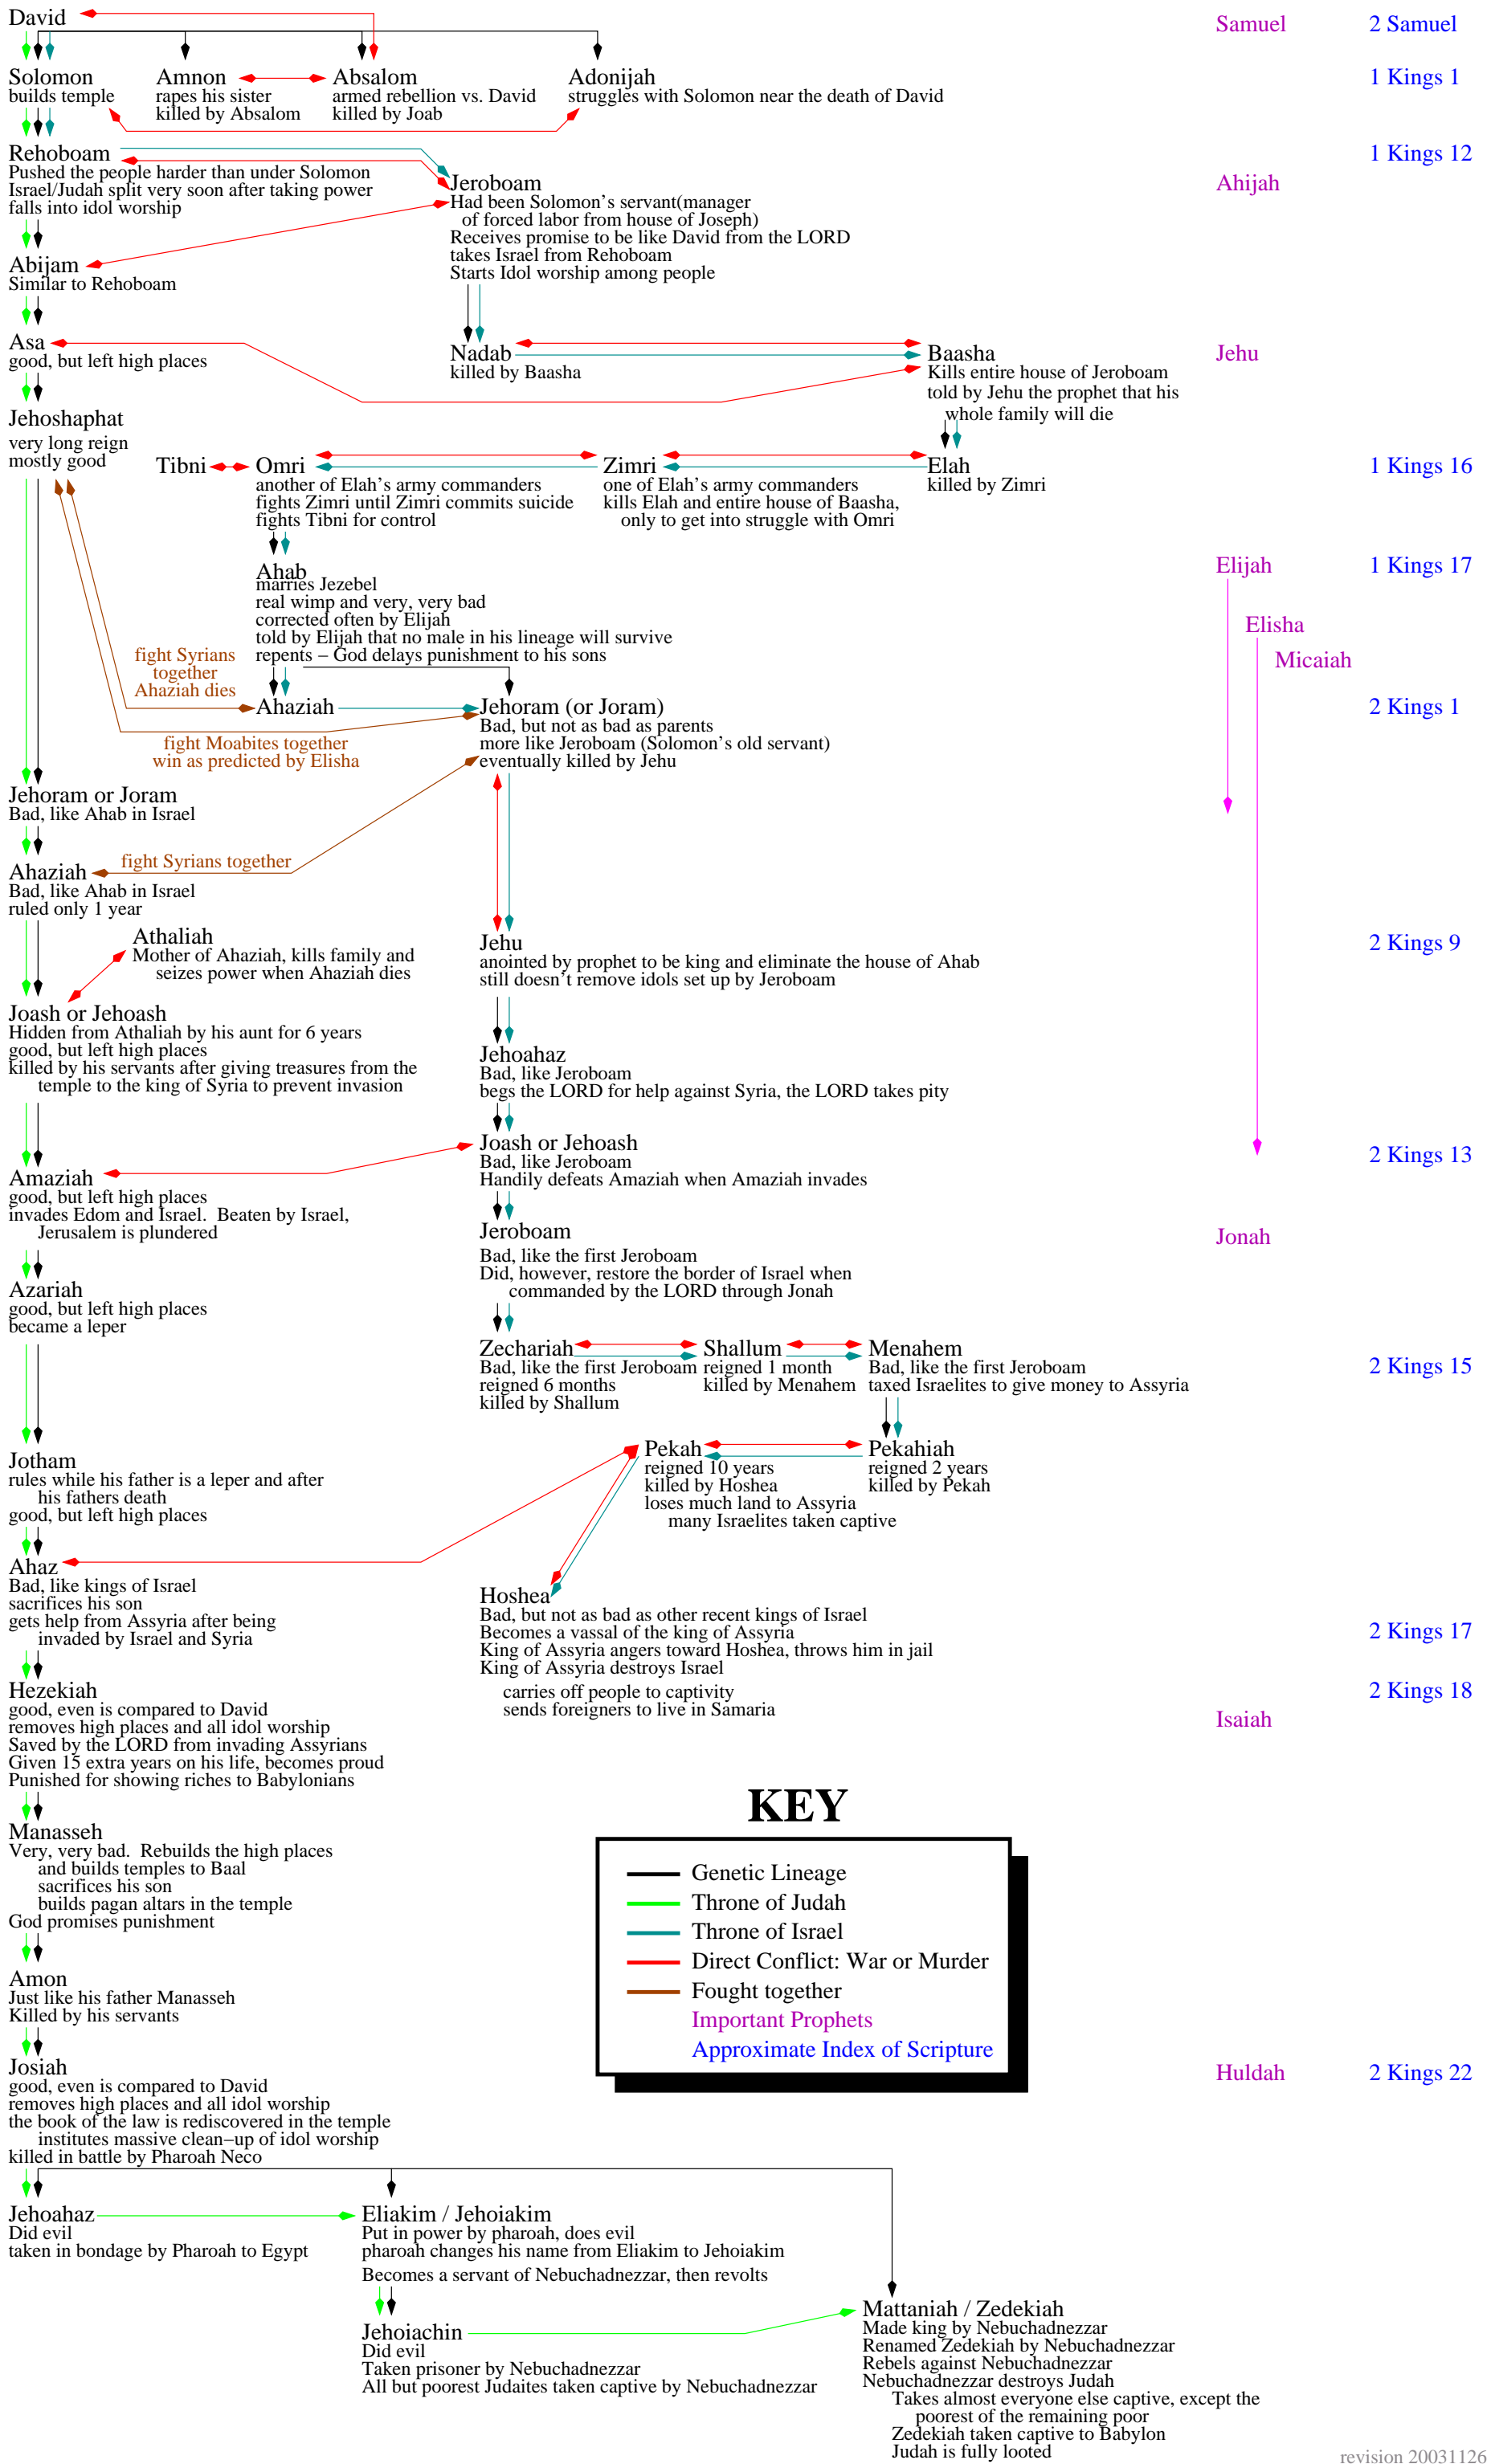 David
Samuel
2 Samuel
Solomon
builds temple
Amnon
rapes his sister
killed by Absalom
Absalom
armed rebellion vs. David
killed by Joab
Adonijah
struggles with Solomon near the death of David
1 Kings 1
Rehoboam
Pushed the people harder than under Solomon
Israel/Judah split very soon after taking power
falls into idol worship
1 Kings 12
Jeroboam
Had been Solomon's servant(manager
of forced labor from house of Joseph)
Receives promise to be like David from the LORD
takes Israel from Rehoboam
Starts Idol worship among people
Ahijah
Abijam
Similar to Rehoboam
Asa
good, but left high places
Nadab
killed by Baasha
Baasha
Kills entire house of Jeroboam
told by Jehu the prophet that his
whole family will die
Jehu
Jehoshaphat
very long reign
mostly good
Tibni
Omri
another of Elah's army commanders
fights Zimri until Zimri commits suicide
fights Tibni for control
Zimri
one of Elah's army commanders
kills Elah and entire house of Baasha,
only to get into struggle with Omri
Elah
killed by Zimri
1 Kings 16
Ahab
marries Jezebel
real wimp and very, very bad
corrected often by Elijah
told by Elijah that no male in his lineage will survive
repents – God delays punishment to his sons
Elijah
1 Kings 17
Elisha
Micaiah
fight Syrians
together
Ahaziah dies
Ahaziah
Jehoram (or Joram)
Bad, but not as bad as parents
more like Jeroboam (Solomon's old servant)
eventually killed by Jehu
2 Kings 1
fight Moabites together
win as predicted by Elisha
Jehoram or Joram
Bad, like Ahab in Israel
Ahaziah
Bad, like Ahab in Israel
ruled only 1 year
fight Syrians together
Athaliah
Mother of Ahaziah, kills family and
seizes power when Ahaziah dies
Jehu
anointed by prophet to be king and eliminate the house of Ahab
still doesn't remove idols set up by Jeroboam
2 Kings 9
Joash or Jehoash
Hidden from Athaliah by his aunt for 6 years
good, but left high places
killed by his servants after giving treasures from the
temple to the king of Syria to prevent invasion
Jehoahaz
Bad, like Jeroboam
begs the LORD for help against Syria, the LORD takes pity
Joash or Jehoash
Bad, like Jeroboam
Handily defeats Amaziah when Amaziah invades
2 Kings 13
Amaziah
good, but left high places
invades Edom and Israel.  Beaten by Israel,
Jerusalem is plundered
Jeroboam
Bad, like the first Jeroboam
Did, however, restore the border of Israel when
commanded by the LORD through Jonah
Jonah
Azariah
good, but left high places
became a leper
Zechariah
Bad, like the first Jeroboam
reigned 6 months
killed by Shallum
Shallum
reigned 1 month
killed by Menahem
Menahem
Bad, like the first Jeroboam
taxed Israelites to give money to Assyria
2 Kings 15
Jotham
rules while his father is a leper and after
his fathers death
good, but left high places
Pekah
reigned 10 years
killed by Hoshea
loses much land to Assyria
many Israelites taken captive
Pekahiah
reigned 2 years
killed by Pekah
Ahaz
Bad, like kings of Israel
sacrifices his son
gets help from Assyria after being
invaded by Israel and Syria
Hoshea
Bad, but not as bad as other recent kings of Israel
Becomes a vassal of the king of Assyria
King of Assyria angers toward Hoshea, throws him in jail
King of Assyria destroys Israel
carries off people to captivity
sends foreigners to live in Samaria
2 Kings 17
Hezekiah
good, even is compared to David
removes high places and all idol worship
Saved by the LORD from invading Assyrians
Given 15 extra years on his life, becomes proud
Punished for showing riches to Babylonians
2 Kings 18
Isaiah
Manasseh
Very, very bad.  Rebuilds the high places
and builds temples to Baal
sacrifices his son
builds pagan altars in the temple
God promises punishment
KEY
Genetic Lineage
Throne of Judah
Throne of Israel
Direct Conflict: War or Murder
Fought together
Important Prophets
Approximate Index of Scripture
Amon
Just like his father Manasseh
Killed by his servants
Josiah
good, even is compared to David
removes high places and all idol worship
the book of the law is rediscovered in the temple
institutes massive clean–up of idol worship
killed in battle by Pharoah Neco
Huldah
2 Kings 22
Jehoahaz
Did evil
taken in bondage by Pharoah to Egypt
Eliakim / Jehoiakim
Put in power by pharoah, does evil
pharoah changes his name from Eliakim to Jehoiakim
Becomes a servant of Nebuchadnezzar, then revolts
Jehoiachin
Did evil
Taken prisoner by Nebuchadnezzar
All but poorest Judaites taken captive by Nebuchadnezzar
Mattaniah / Zedekiah
Made king by Nebuchadnezzar
Renamed Zedekiah by Nebuchadnezzar
Rebels against Nebuchadnezzar
Nebuchadnezzar destroys Judah
Takes almost everyone else captive, except the
poorest of the remaining poor
Zedekiah taken captive to Babylon
Judah is fully looted
revision 20031126